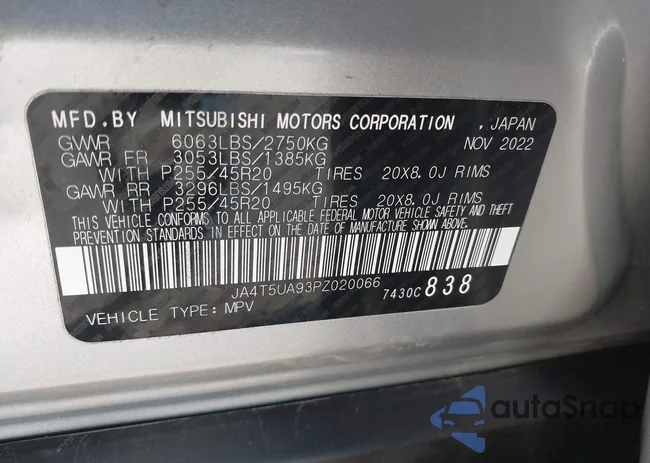 MFD.BY MITSUBISHI MOTORS CORPORATION , JAPAN
GVWR 6063LBS/2750KG NOV 2022
GAWR FR 3053LBS/1385KG
WITH P255/45R20 TIRES 20X8.0J RIMS
GAWR RR 3296LBS/1495KG
WITH P255/45R20 TIRES 20X8.0J RIMS
THIS VEHICLE CONFORMS TO ALL APPLICABLE FEDERAL MOTOR VEHICLE SAFETY AND THEFT
PREVENTION STANDARDS IN EFFECT ON THE DATE OF MANUFACTURE SHOWN ABOVE.
JA4T5UA93PZ020066 7430C 838
VEHICLE TYPE: MPV
autaSnap